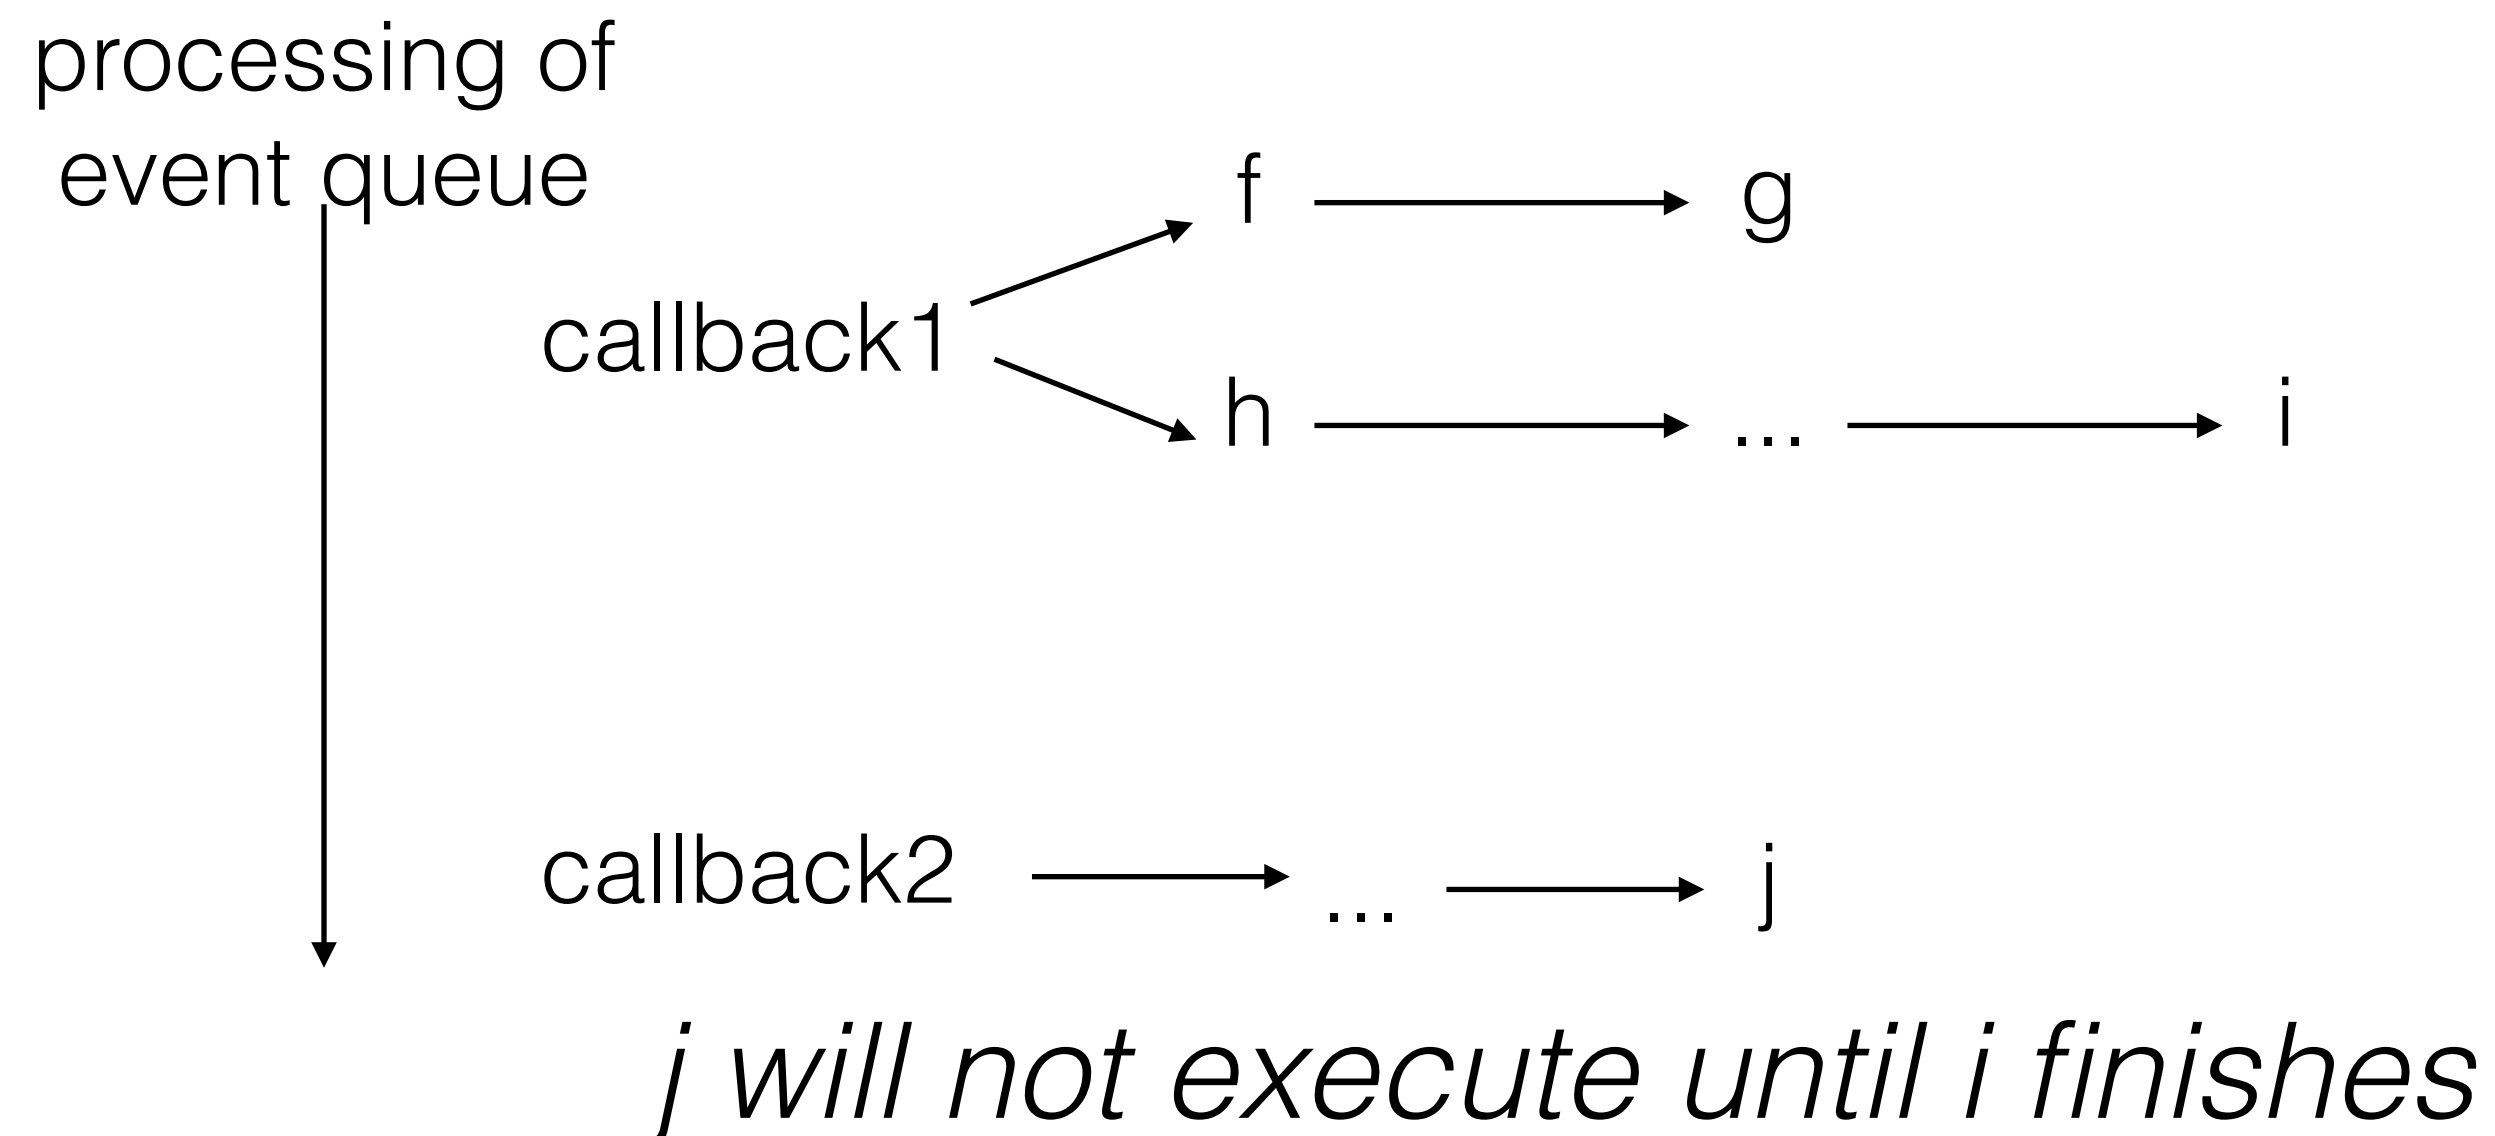 processing of
event queue
f
g
callback1
h
...
i
callback2
...
j
j will not execute until i finishes